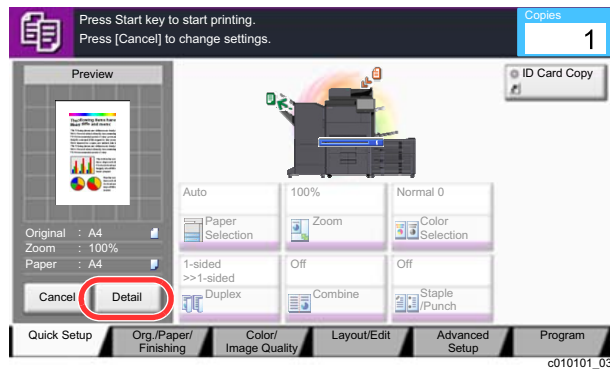 Press Start key to start printing.
Press [Cancel] to change settings.
Copies
1
Preview
ID Card Copy
Original : A4
Zoom : 100%
Paper : A4
Cancel
Detail
Auto
Paper
Selection
100%
Zoom
Normal 0
Color
Selection
1-sided
>>1-sided
Duplex
Off
Combine
Off
Staple
/Punch
Quick Setup
Org./Paper/
Finishing
Color/
Image Quality
Layout/Edit
Advanced
Setup
Program
c010101_03